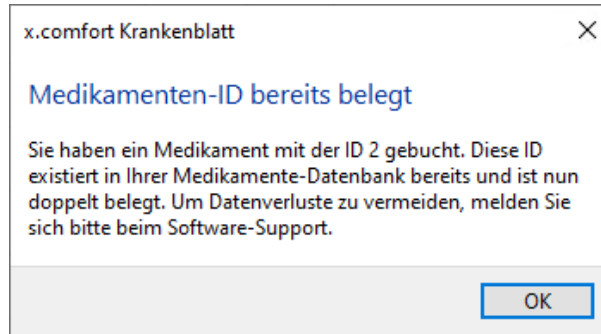 x.comfort Krankenblatt
Medikamenten-ID bereits belegt
Sie haben ein Medikament mit der ID 2 gebucht. Diese ID
existiert in Ihrer Medikamente-Datenbank bereits und ist nun
doppelt belegt. Um Datenverluste zu vermeiden, melden Sie
sich bitte beim Software-Support.
OK